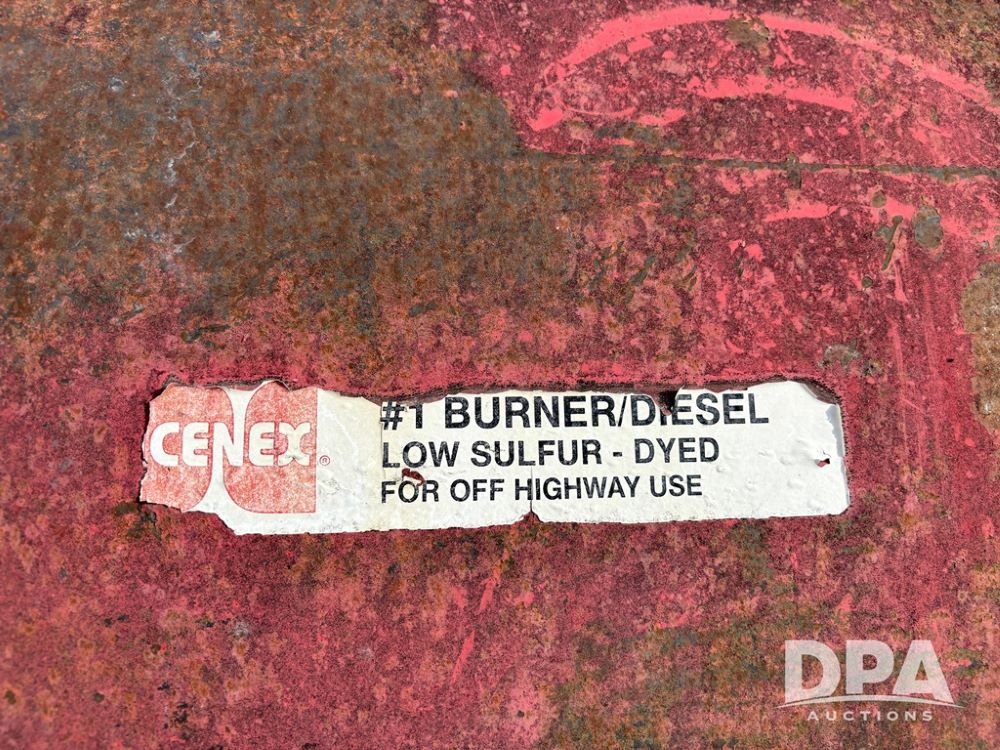 CENEX®
#1 BURNER/DIESEL
LOW SULFUR - DYED
FOR OFF HIGHWAY USE
DPA
AUCTIONS